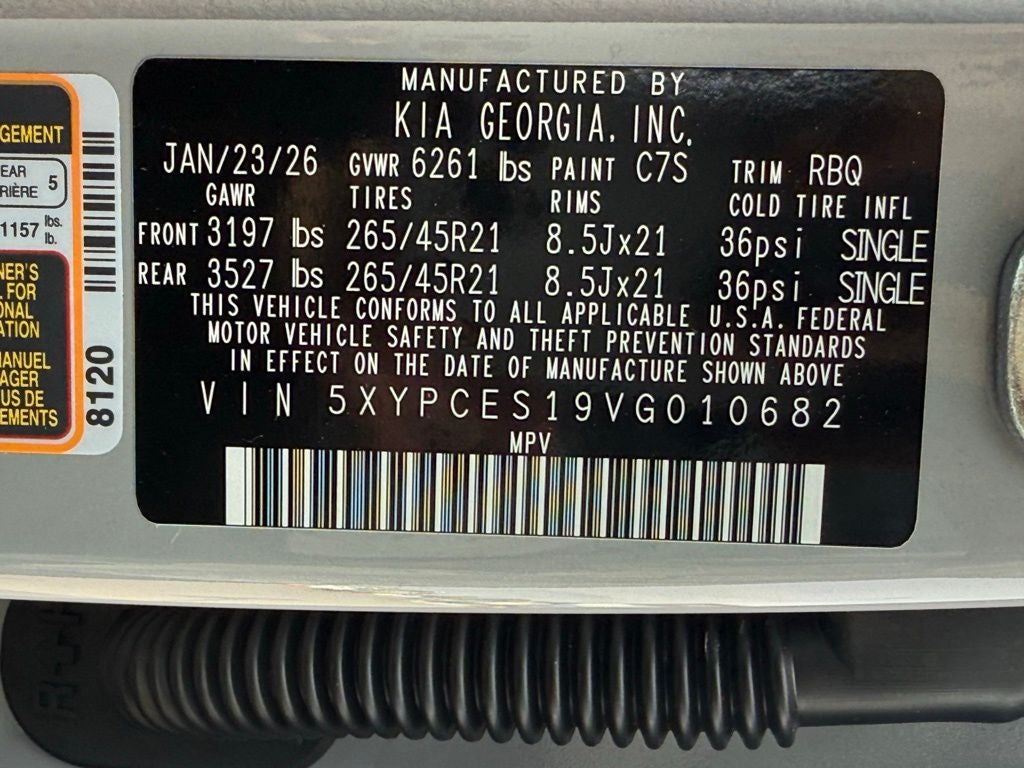 MANUFACTURED BY
KIA GEORGIA, INC.
JAN/23/26 GVWR 6261 lbs PAINT C7S TRIM RBQ
GAWR TIRES RIMS COLD TIRE INFL
FRONT 3197 lbs 265/45R21 8.5Jx21 36psi SINGLE
REAR 3527 lbs 265/45R21 8.5Jx21 36psi SINGLE
THIS VEHICLE CONFORMS TO ALL APPLICABLE U.S.A. FEDERAL
MOTOR VEHICLE SAFETY AND THEFT PREVENTION STANDARDS
IN EFFECT ON THE DATE OF MANUFACTURE SHOWN ABOVE
VIN 5XYPCES19VG010682
MPV
GEMENT
EAR
RIÈRE 5
1157 lbs.
lb.
NER'S
L FOR
ONAL
ATION
MANUEL
AGER
US DE
EMENTS
8120